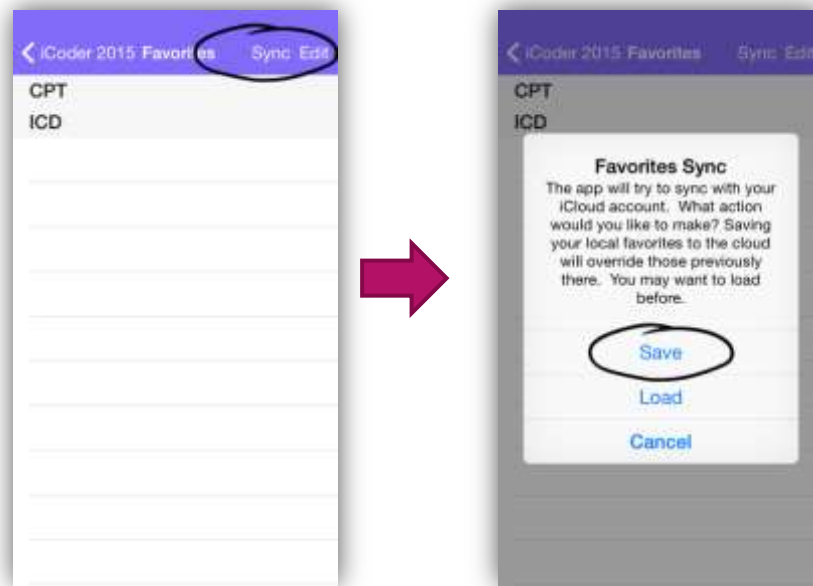 iCoder 2015 Favorites Sync Edit
CPT
ICD
iCoder 2015 Favorites Sync Edit
CPT
ICD
Favorites Sync
The app will try to sync with your
iCloud account. What action
would you like to make? Saving
your local favorites to the cloud
will override those previously
there. You may want to load
before.
Save
Load
Cancel